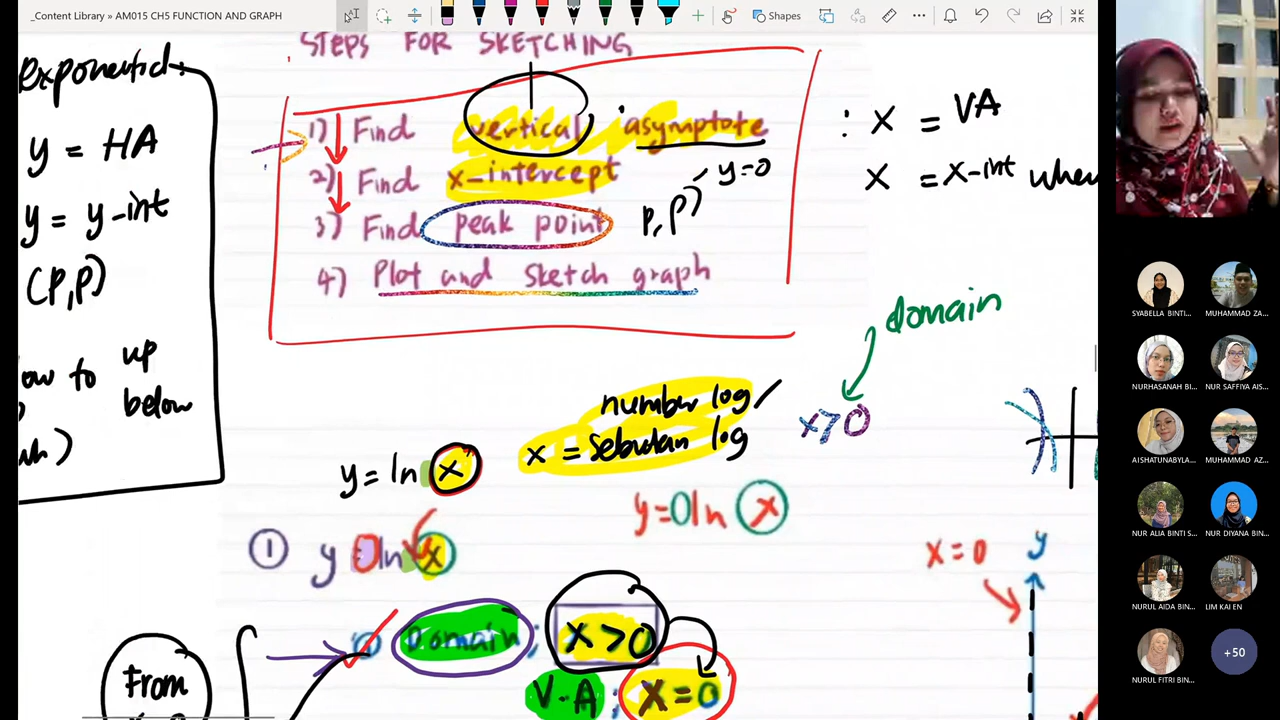 _Content Library » AM015 CH5 FUNCTION AND GRAPH
Shapes
STEPS FOR SKETCHING
Exponential:
y = HA
y = y-int
(P,P)
ow to up
below
1) Find vertical asymptote
2) Find x-intercept
3) Find peak point
4) Plot and sketch graph
y=0
P,P)
: X = VA
X = X-int when
domain
x>0
number log/
x = sebutan log
y = ln x
y=0ln x
1 y=0ln x
Domain; x>0
V.A; x=0
From
x=0
y
SYABELLA BINTI...
MUHAMMAD ZA...
NURHASANAH BI...
NUR SAFFIYA AIS...
AISHATUNABYLA...
MUHAMMAD AZ...
NUR ALIA BINTI S...
NUR DIYANA BIN...
NURUL AIDA BIN...
LIM KAI EN
NURUL FITRI BIN...
+50